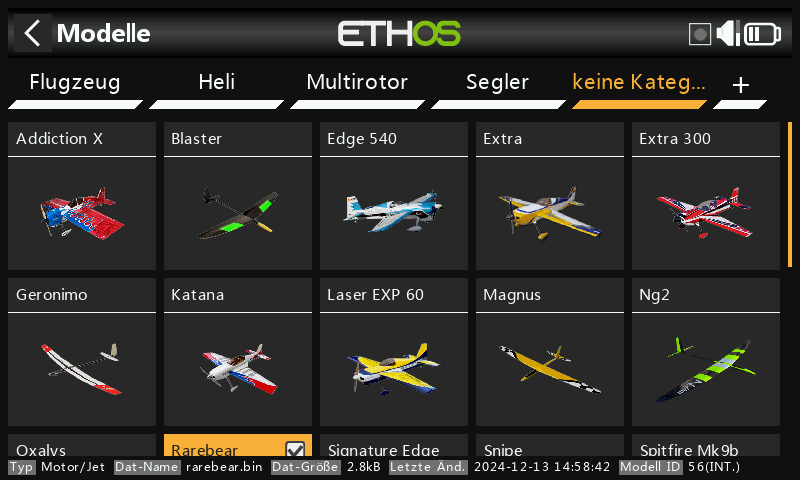 Modelle
ETHOS
Flugzeug
Heli
Multirotor
Segler
keine Kateg...
+
Addiction X
Blaster
Edge 540
Extra
Extra 300
Geronimo
Katana
Laser EXP 60
Magnus
Ng2
Oxalys
Rarebear
Signature Edge
Snipe
Spitfire Mk9b
Typ Motor/Jet Dat-Name rarebear.bin Dat-Größe 2.8kB Letzte Änd. 2024-12-13 14:58:42 Modell ID 56(INT.)